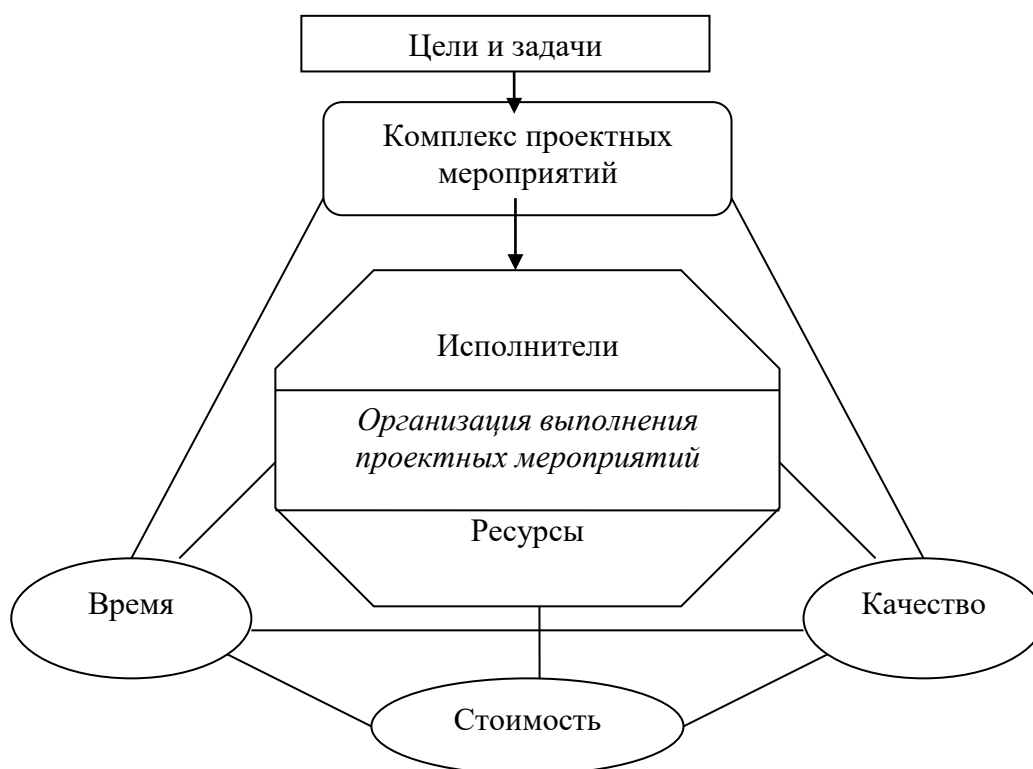 Цели и задачи
Комплекс проектных
мероприятий
Исполнители
Организация выполнения
проектных мероприятий
Ресурсы
Время
Качество
Стоимость